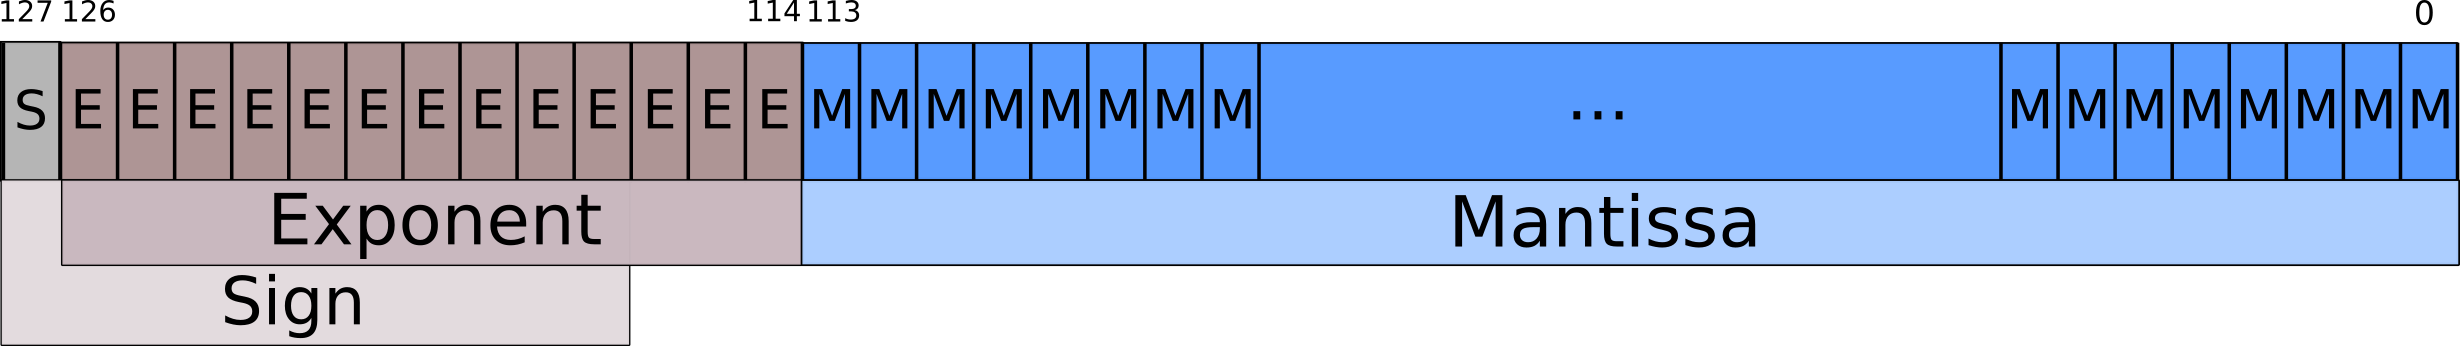 127 126 114 113 0
S E E E E E E E E E E E E E M M M M M M M M ... M M M M M M M M
Exponent Mantissa
Sign